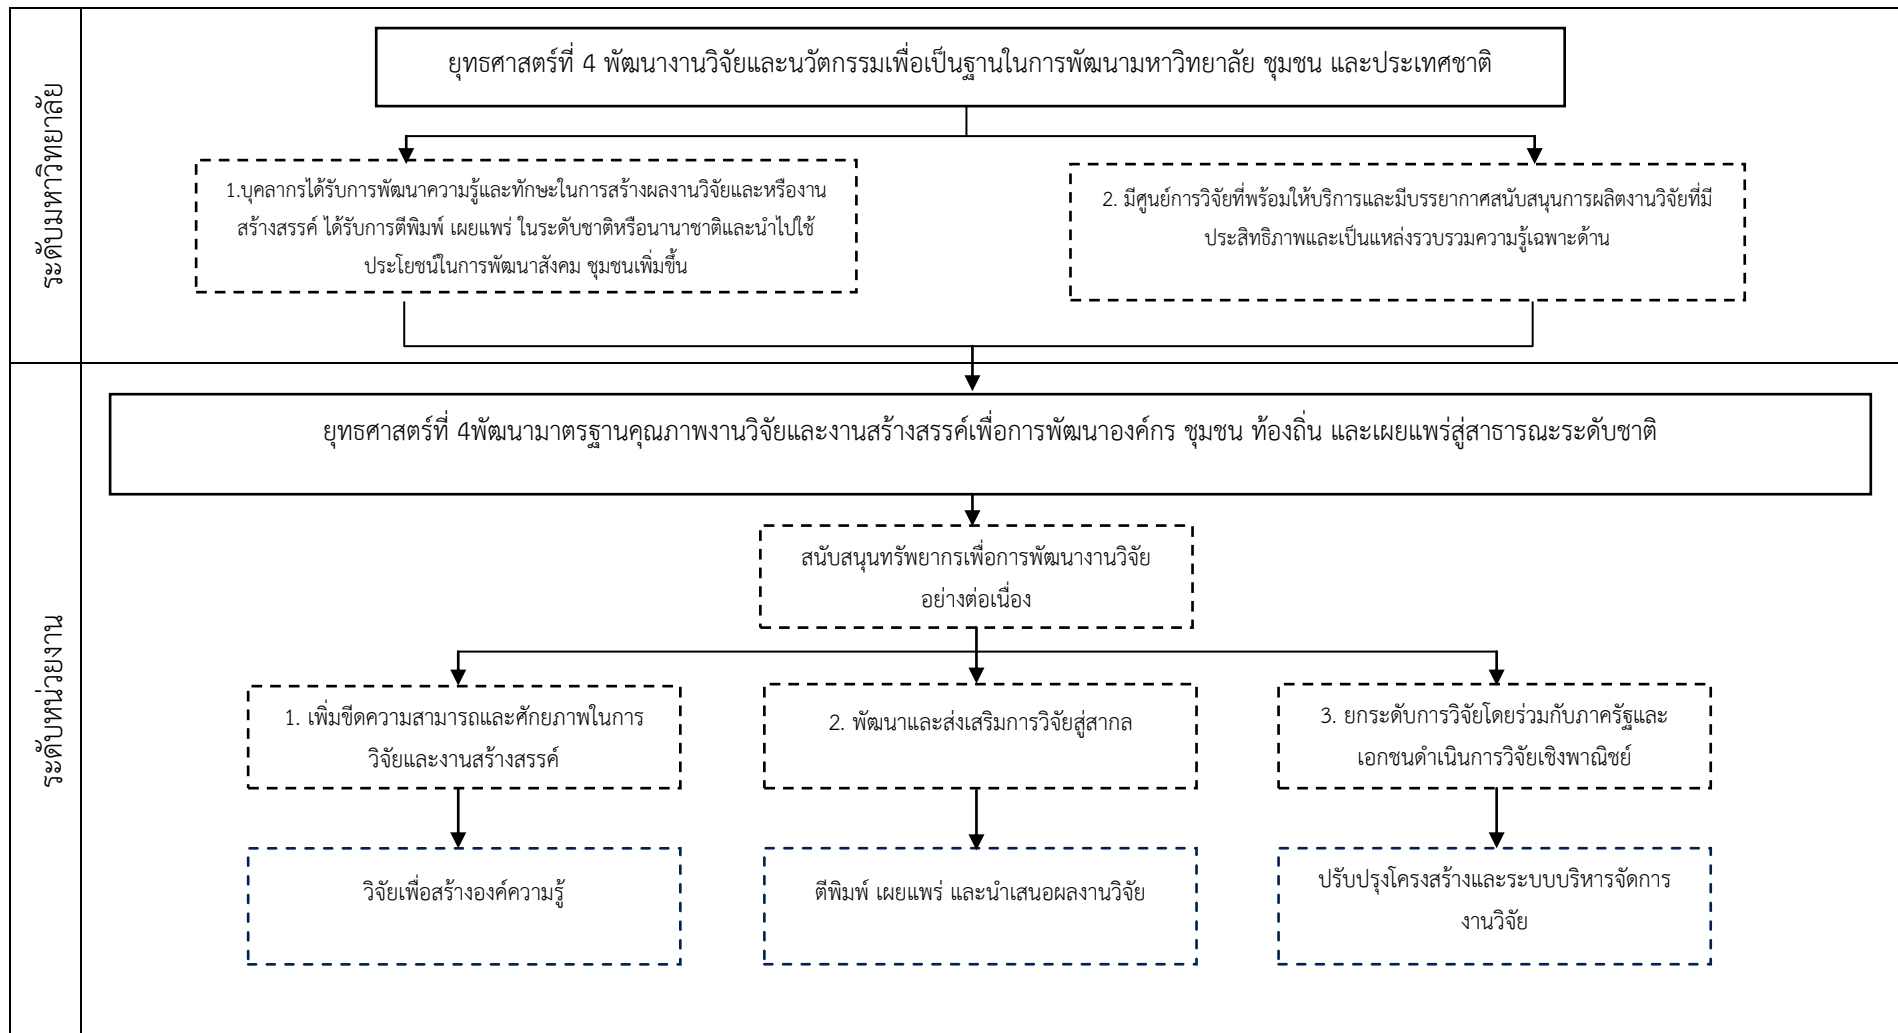 ระดับมหาวิทยาลัย
ยุทธศาสตร์ที่ 4 พัฒนางานวิจัยและนวัตกรรมเพื่อเป็นฐานในการพัฒนามหาวิทยาลัย ชุมชน และประเทศชาติ
1.บุคลากรได้รับการพัฒนาความรู้และทักษะในการสร้างผลงานวิจัยและหรืองาน
สร้างสรรค์ ได้รับการตีพิมพ์ เผยแพร่ ในระดับชาติหรือนานาชาติและนำไปใช้
ประโยชน์ในการพัฒนาสังคม ชุมชนเพิ่มขึ้น
2. มีศูนย์การวิจัยที่พร้อมให้บริการและมีบรรยากาศสนับสนุนการผลิตงานวิจัยที่มี
ประสิทธิภาพและเป็นแหล่งรวบรวมความรู้เฉพาะด้าน
ระดับหน่วยงาน
ยุทธศาสตร์ที่ 4พัฒนามาตรฐานคุณภาพงานวิจัยและงานสร้างสรรค์เพื่อการพัฒนาองค์กร ชุมชน ท้องถิ่น และเผยแพร่สู่สาธารณะระดับชาติ
สนับสนุนทรัพยากรเพื่อการพัฒนางานวิจัย
อย่างต่อเนื่อง
1. เพิ่มขีดความสามารถและศักยภาพในการ
วิจัยและงานสร้างสรรค์
2. พัฒนาและส่งเสริมการวิจัยสู่สากล
3. ยกระดับการวิจัยโดยร่วมกับภาครัฐและ
เอกชนดำเนินการวิจัยเชิงพาณิชย์
วิจัยเพื่อสร้างองค์ความรู้
ตีพิมพ์ เผยแพร่ และนำเสนอผลงานวิจัย
ปรับปรุงโครงสร้างและระบบบริหารจัดการ
งานวิจัย